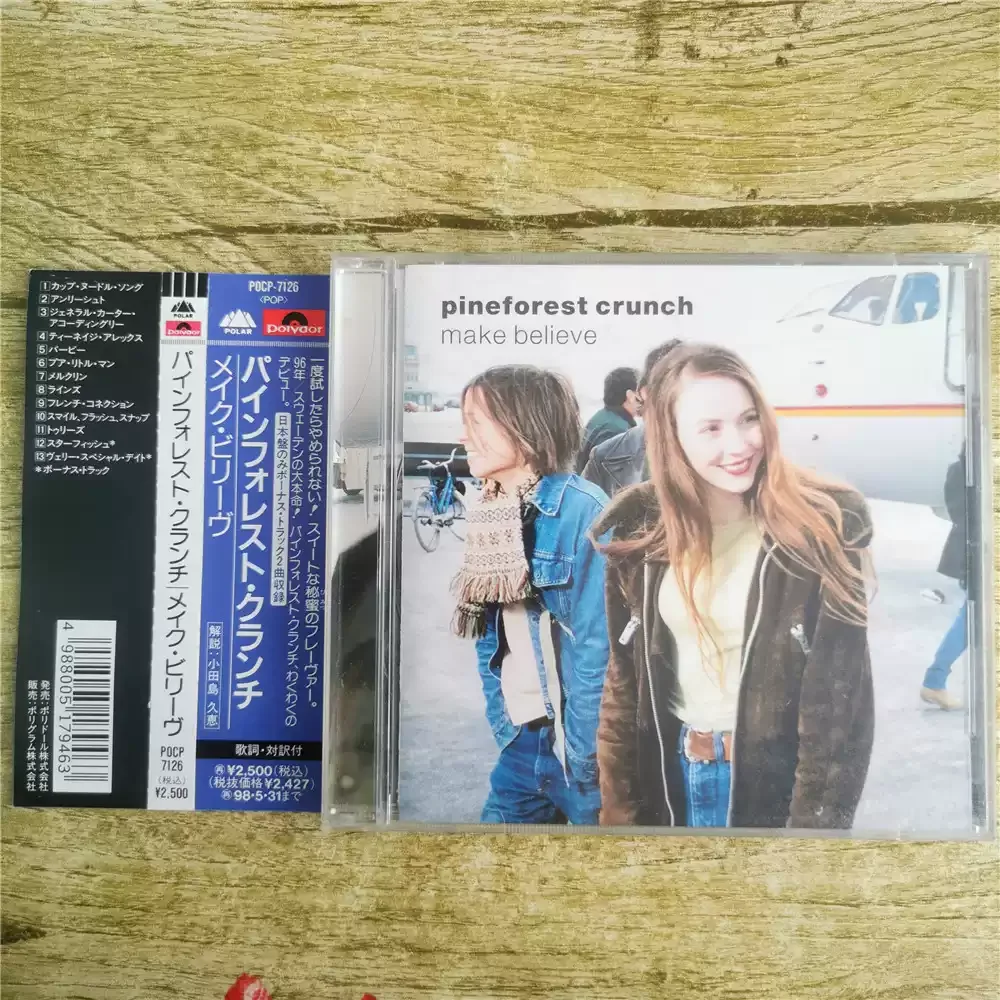 1カップ・ヌードル・ソング
2アンリーシュト
3ジェネラル・カーター・
アコーディングリー
4ティーネイジ・アレックス
5バービー
6プア・リトル・マン
7メルクリン
8ラインズ
9フレンチ・コネクション
10スマイル、フラッシュ、スナップ
11トゥリーズ
12スターフィッシュ*
13ヴェリー・スペシャル・デイト*
*ボーナス・トラック
4 988005 179463
発売:ポリドール株式会社
販売:ポリグラム株式会社
POLAR
Polydor
パインフォレスト・クランチ|メイク・ビリーヴ
POCP
7126
(税込)
¥2,500
POCP-7126
〈POP〉
POLAR
Polydor
一度試したらやめられない!スイートな秘蜜のフレーヴァー。
96年 スウェーデンの大本命!パインフォレスト・クランチ、わくわくの
デビュー。
日本盤のみボーナス・トラック2曲収録
パインフォレスト・クランチ
メイク・ビリーヴ
解説:小田島 久恵
歌詞・対訳付
再¥2,500(税込)
(税抜価格¥2,427)
再98・5・31まで
pineforest crunch
make believe